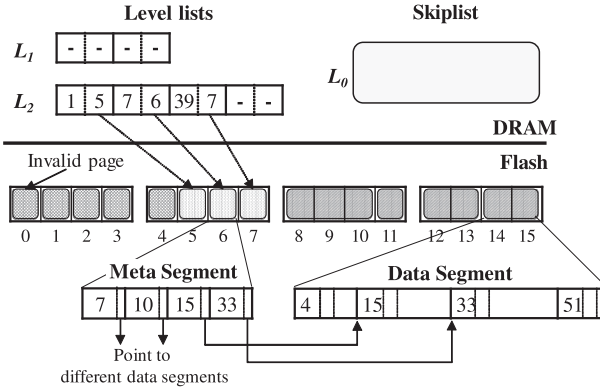 Level lists
Skiplist
L1 - - - -
L0
L2 1 5 7 6 39 7 - -
DRAM
Flash
Invalid page
0 1 2 3 4 5 6 7 8 9 10 11 12 13 14 15
Meta Segment
Data Segment
7 10 15 33
4 15 33 51
Point to
different data segments